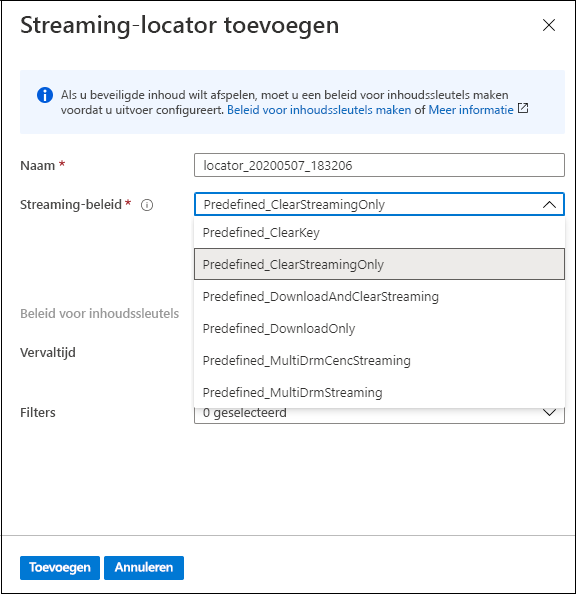 Streaming-locator toevoegen
Als u beveiligde inhoud wilt afspelen, moet u een beleid voor inhoudssleutels maken
voordat u uitvoer configureert. Beleid voor inhoudssleutels maken of Meer informatie
Naam *
locator_20200507_183206
Streaming-beleid *
Predefined_ClearStreamingOnly
Predefined_ClearKey
Predefined_ClearStreamingOnly
Predefined_DownloadAndClearStreaming
Predefined_DownloadOnly
Beleid voor inhoudssleutels
Vervaltijd
Predefined_MultiDrmCencStreaming
Predefined_MultiDrmStreaming
Filters
0 geselecteerd
Toevoegen
Annuleren